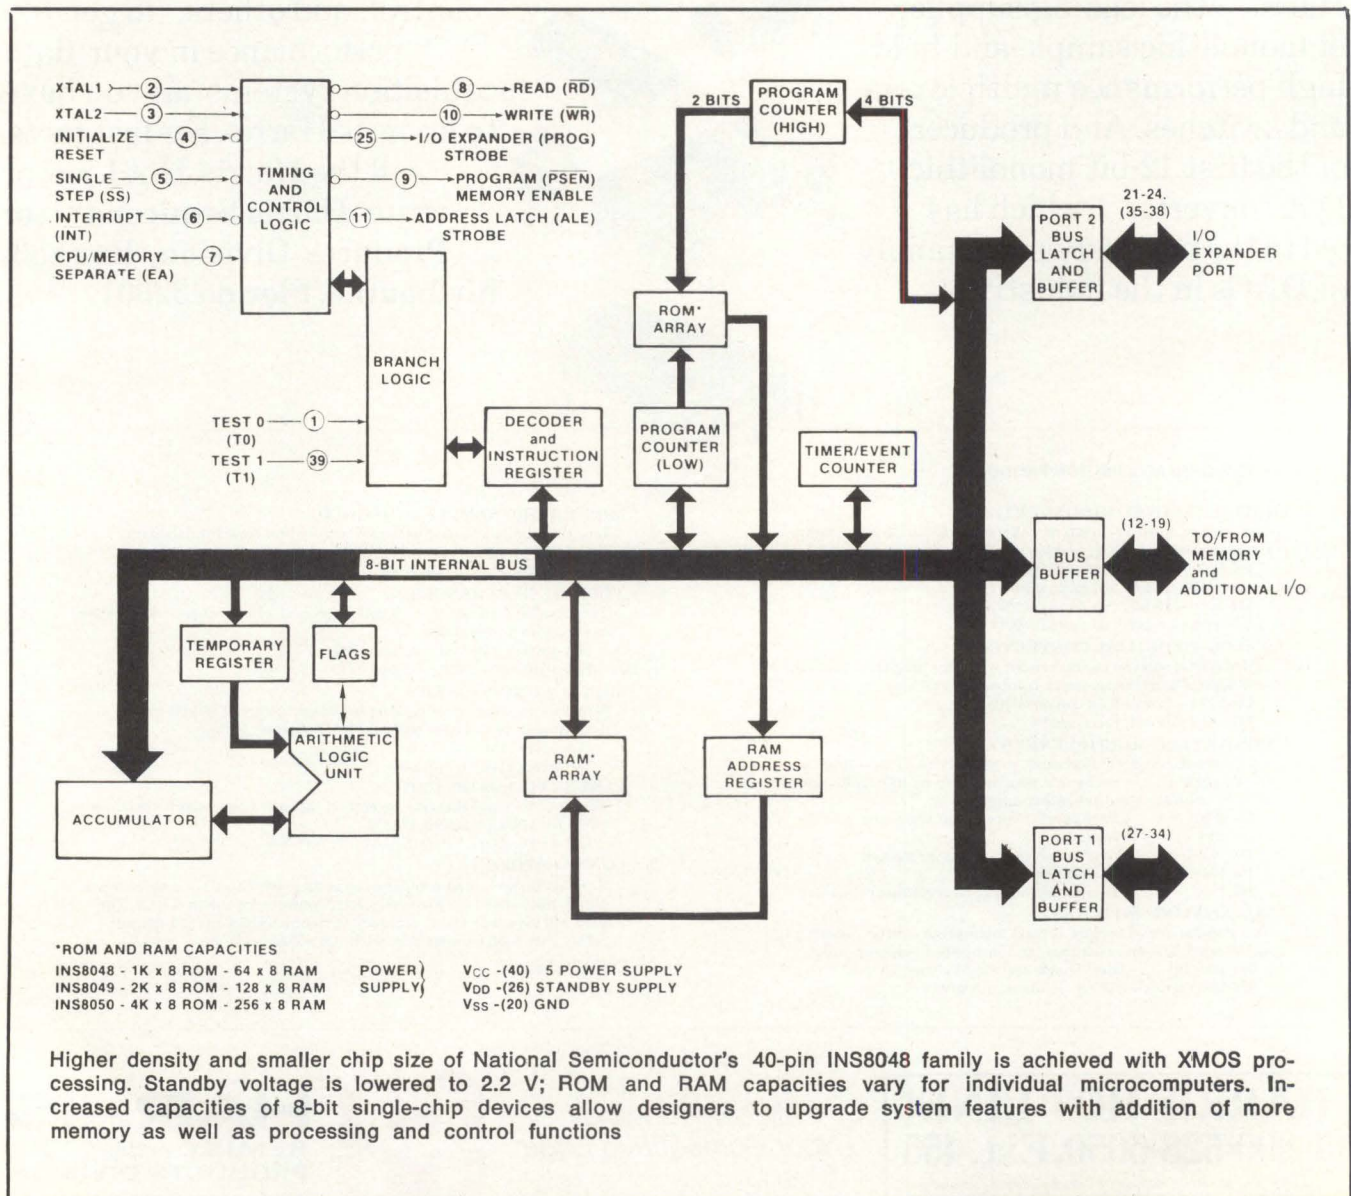 XTAL1 2
XTAL2 3
INITIALIZE 4
RESET
SINGLE 5
STEP (SS)
INTERRUPT 6
(INT)
CPU/MEMORY 7
SEPARATE (EA)
TIMING
AND
CONTROL
LOGIC
8 READ (RD)
10 WRITE (WR)
25 I/O EXPANDER (PROG)
STROBE
9 PROGRAM (PSEN)
MEMORY ENABLE
11 ADDRESS LATCH (ALE)
STROBE
2 BITS
PROGRAM
COUNTER
(HIGH)
4 BITS
PORT 2
BUS
LATCH
AND
BUFFER
21-24,
(35-38)
I/O
EXPANDER
PORT
ROM*
ARRAY
BRANCH
LOGIC
TEST 0 1
(T0)
TEST 1 39
(T1)
DECODER
and
INSTRUCTION
REGISTER
PROGRAM
COUNTER
(LOW)
TIMER/EVENT
COUNTER
8-BIT INTERNAL BUS
BUS
BUFFER
(12-19)
TO/FROM
MEMORY
and
ADDITIONAL I/O
TEMPORARY
REGISTER
FLAGS
ARITHMETIC
LOGIC
UNIT
ACCUMULATOR
RAM*
ARRAY
RAM
ADDRESS
REGISTER
PORT 1
BUS
LATCH
AND
BUFFER
(27-34)
*ROM AND RAM CAPACITIES
INS8048 - 1K x 8 ROM - 64 x 8 RAM
INS8049 - 2K x 8 ROM - 128 x 8 RAM
INS8050 - 4K x 8 ROM - 256 x 8 RAM
POWER
SUPPLY
VCC -(40) 5 POWER SUPPLY
VDD -(26) STANDBY SUPPLY
VSS -(20) GND
Higher density and smaller chip size of National Semiconductor's 40-pin INS8048 family is achieved with XMOS pro-
cessing. Standby voltage is lowered to 2.2 V; ROM and RAM capacities vary for individual microcomputers. In-
creased capacities of 8-bit single-chip devices allow designers to upgrade system features with addition of more
memory as well as processing and control functions